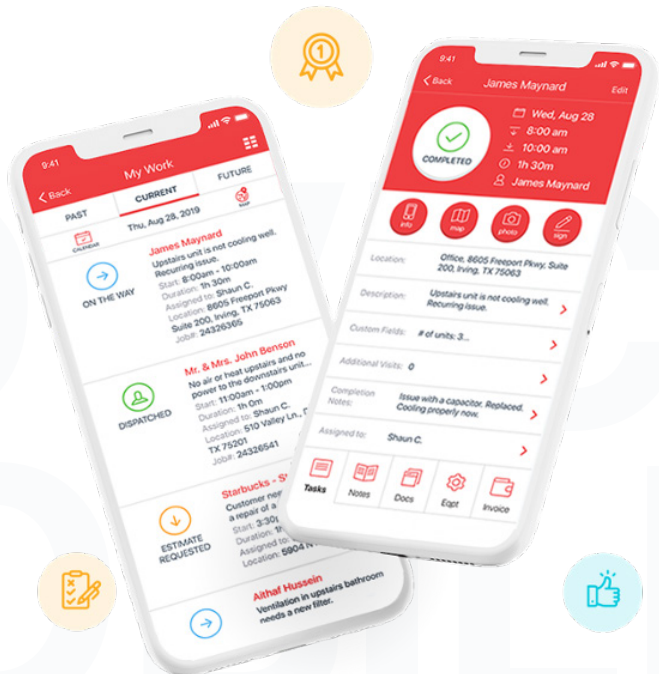 1
9:41
Back
My Work
PAST
CURRENT
FUTURE
CALENDAR
Thu, Aug 28, 2019
MAP
ON THE WAY
James Maynard
Upstairs unit is not cooling well.
Recurring issue.
Start: 8:00am - 10:00am
Duration: 1h 30m
Assigned to: Shaun C.
Location: 8605 Freeport Pkwy
Suite 200, Irving, TX 75063
Job#: 24326365
DISPATCHED
Mr. & Mrs. John Benson
No air or heat upstairs and no
power to the downstairs unit...
Start: 11:00am - 1:00pm
Duration: 1h 0m
Assigned to: Shaun C.
Location: 510 Valley Ln.,
TX 75201
Job#: 24326541
ESTIMATE
REQUESTED
Starbucks -
Customer
a repair of a
Start:
Duration:
Assigned to:
Location: 5904
Aithaf Hussein
Ventilation in upstairs bathroom
needs a new filter.
9:41
Back
James Maynard
Edit
COMPLETED
Wed, Aug 28
8:00 am
10:00 am
1h 30m
James Maynard
info
map
photo
sign
Location:
Office, 8605 Freeport Pkwy, Suite
200, Irving, TX 75063
Description:
Upstairs unit is not cooling well.
Recurring issue.
Custom Fields:
# of units: 3...
Additional Visits:
0
Completion
Notes:
Issue with a capacitor. Replaced.
Cooling properly now.
Assigned to:
Shaun C.
Tasks
Notes
Docs
Eqpt
Invoice